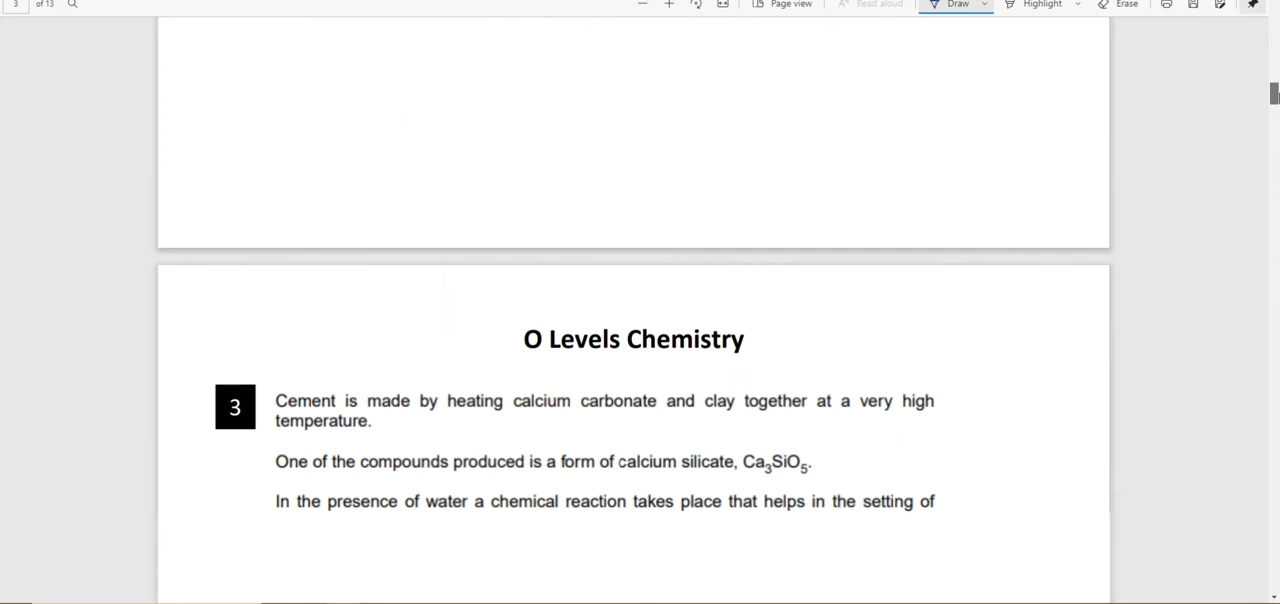 3 of 13 Page view Read aloud Draw Highlight Erase
O Levels Chemistry
3 Cement is made by heating calcium carbonate and clay together at a very high
temperature.
One of the compounds produced is a form of calcium silicate, Ca₃SiO₅.
In the presence of water a chemical reaction takes place that helps in the setting of